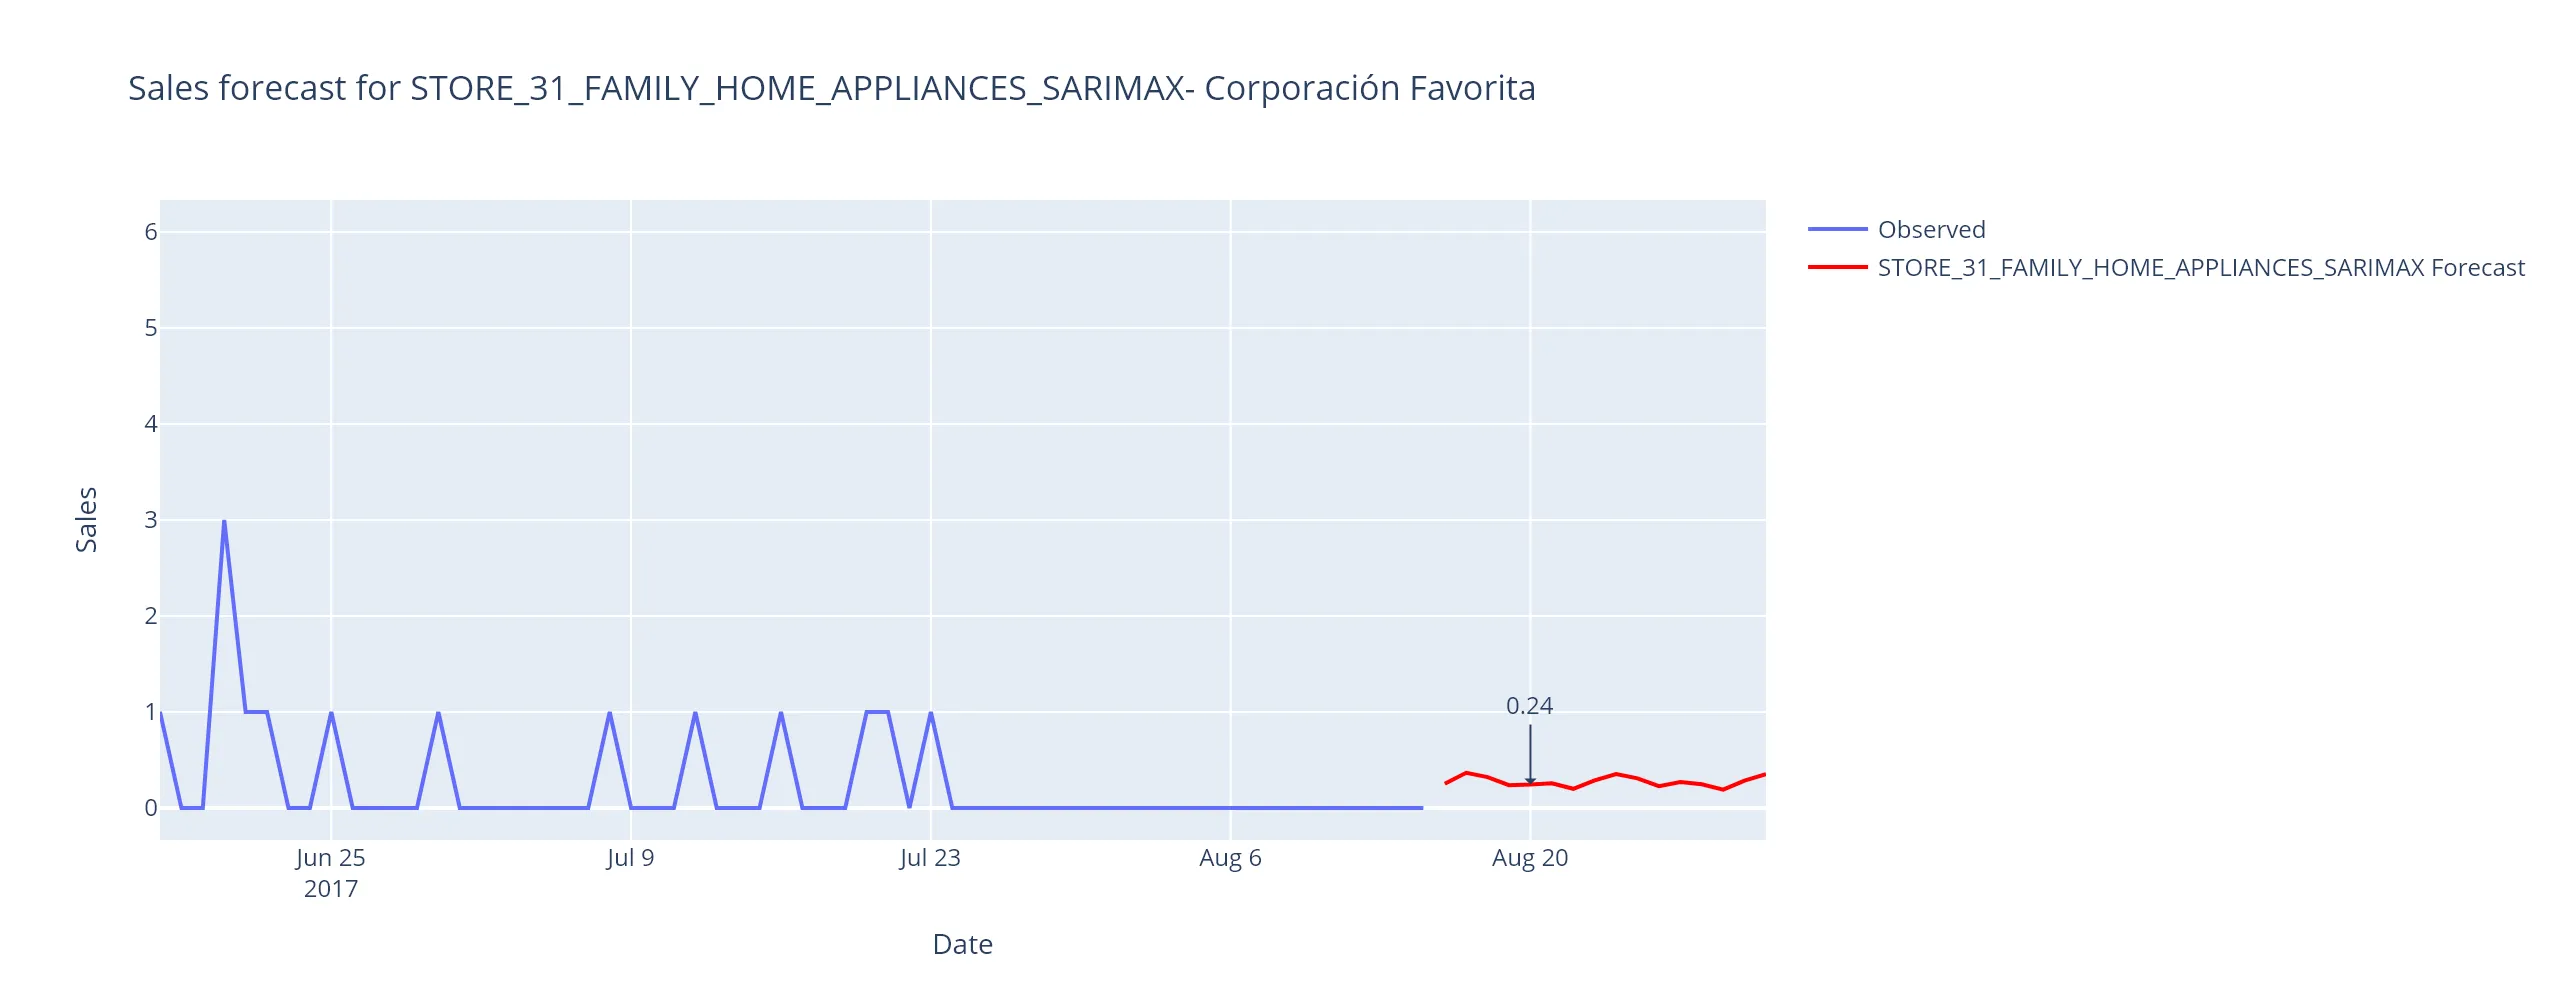 Sales forecast for STORE_31_FAMILY_HOME_APPLIANCES_SARIMAX- Corporación Favorita
Observed
STORE_31_FAMILY_HOME_APPLIANCES_SARIMAX Forecast
6
5
4
3
2
1
0
Sales
0.24
Jun 25
2017
Jul 9
Jul 23
Aug 6
Aug 20
Date